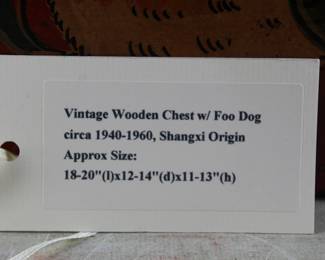 Vintage Wooden Chest w/ Foo Dog
circa 1940-1960, Shangxi Origin
Approx Size:
18-20"(l)x12-14"(d)x11-13"(h)